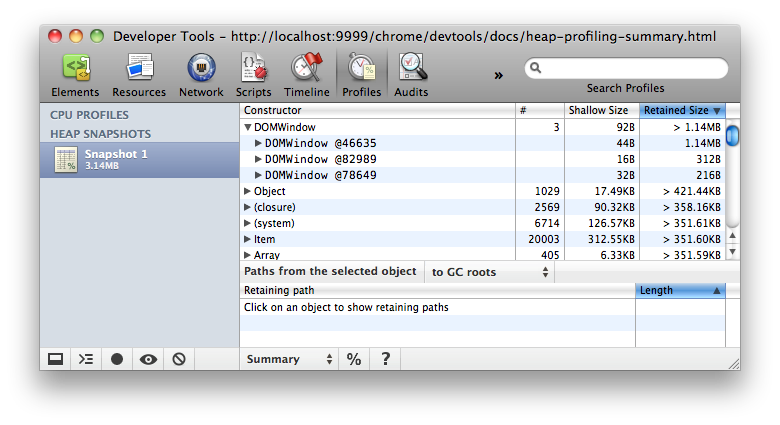 Developer Tools - http://localhost:9999/chrome/devtools/docs/heap-profiling-summary.html
Elements Resources Network Scripts Timeline Profiles Audits » Search Profiles
CPU PROFILES
HEAP SNAPSHOTS
Snapshot 1
3.14MB
Constructor # Shallow Size Retained Size
DOMWindow 3 92B > 1.14MB
DOMWindow @46635 44B 1.14MB
DOMWindow @82989 16B 312B
DOMWindow @78649 32B 216B
Object 1029 17.49KB > 421.44KB
(closure) 2569 90.32KB > 358.16KB
(system) 6714 126.57KB > 351.61KB
Item 20003 312.55KB > 351.60KB
Array 405 6.33KB > 351.59KB
Paths from the selected object to GC roots
Retaining path Length
Click on an object to show retaining paths
Summary % ?